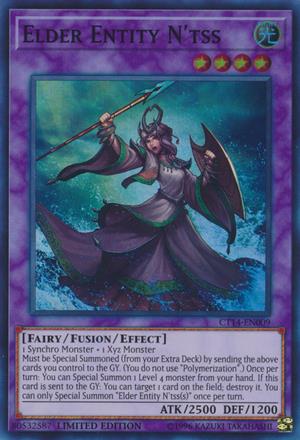 Elder Entity N'tss
光
CT14-EN009
[Fairy/Fusion/Effect]
1 Synchro Monster + 1 Xyz Monster
Must be Special Summoned (from your Extra Deck) by sending the
above cards you control to the GY. (You do not use "Polymerization".) Once per
turn: You can Special Summon 1 Level 4 monster from your hand. If this
card is sent to the GY: You can target 1 card on the field; destroy it. You
can only Special Summon "Elder Entity N'tss(s)" once per turn.
ATK/2500 DEF/1200
80532587 LIMITED EDITION ©1996 KAZUKI TAKAHASHI